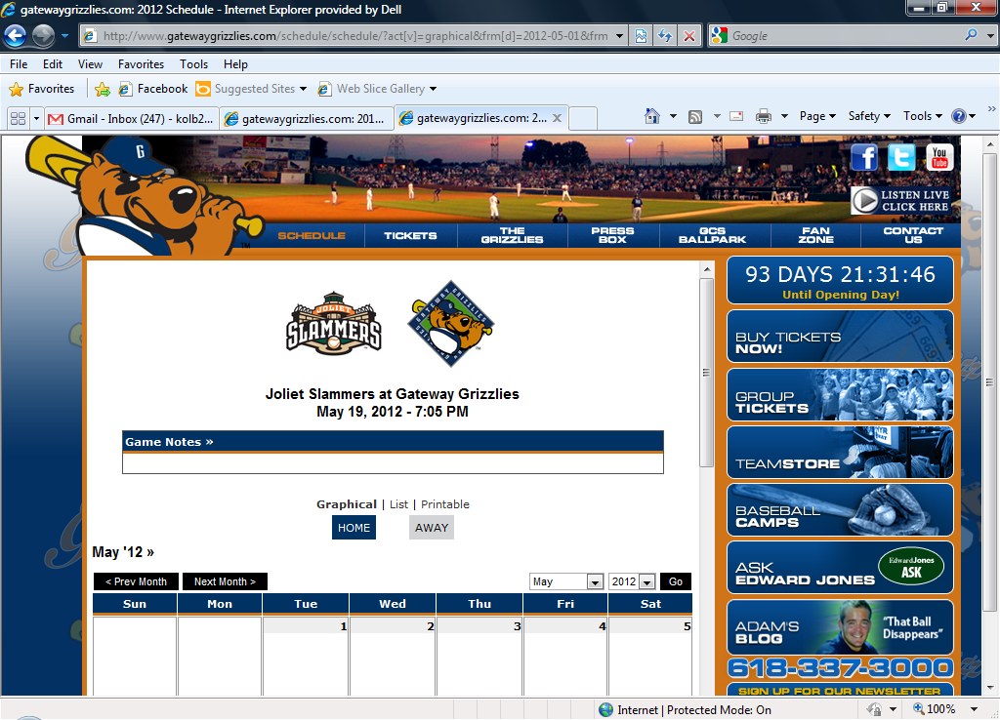 gatewaygrizzlies.com: 2012 Schedule - Internet Explorer provided by Dell
http://www.gatewaygrizzlies.com/schedule/schedule/?act[v]=graphical&frm[d]=2012-05-01&frm
Google
File Edit View Favorites Tools Help
Favorites Facebook Suggested Sites Web Slice Gallery
Gmail - Inbox (247) - kolb2... gatewaygrizzlies.com: 201... gatewaygrizzlies.com: 2... Page Safety Tools
G
You
Tube
LISTEN LIVE
CLICK HERE
TM
SCHEDULE TICKETS THE GRIZZLIES PRESS BOX GCS BALLPARK FAN ZONE CONTACT US
93 DAYS 21:31:46
Until Opening Day!
JOLIET
SLAMMERS
GATEWAY GRIZZLIES
Joliet Slammers at Gateway Grizzlies
May 19, 2012 - 7:05 PM
Game Notes »
Graphical | List | Printable
HOME AWAY
May '12 »
< Prev Month Next Month > May 2012 Go
Sun Mon Tue Wed Thu Fri Sat
1 2 3 4 5
BUY TICKETS
NOW!
GROUP
TICKETS
TEAMSTORE
BASEBALL
CAMPS
ASK
EDWARD JONES
EdwardJones
ASK
ADAM'S
BLOG
"That Ball
Disappears"
618-337-3000
SIGN UP FOR OUR NEWSLETTER
Internet | Protected Mode: On 100%